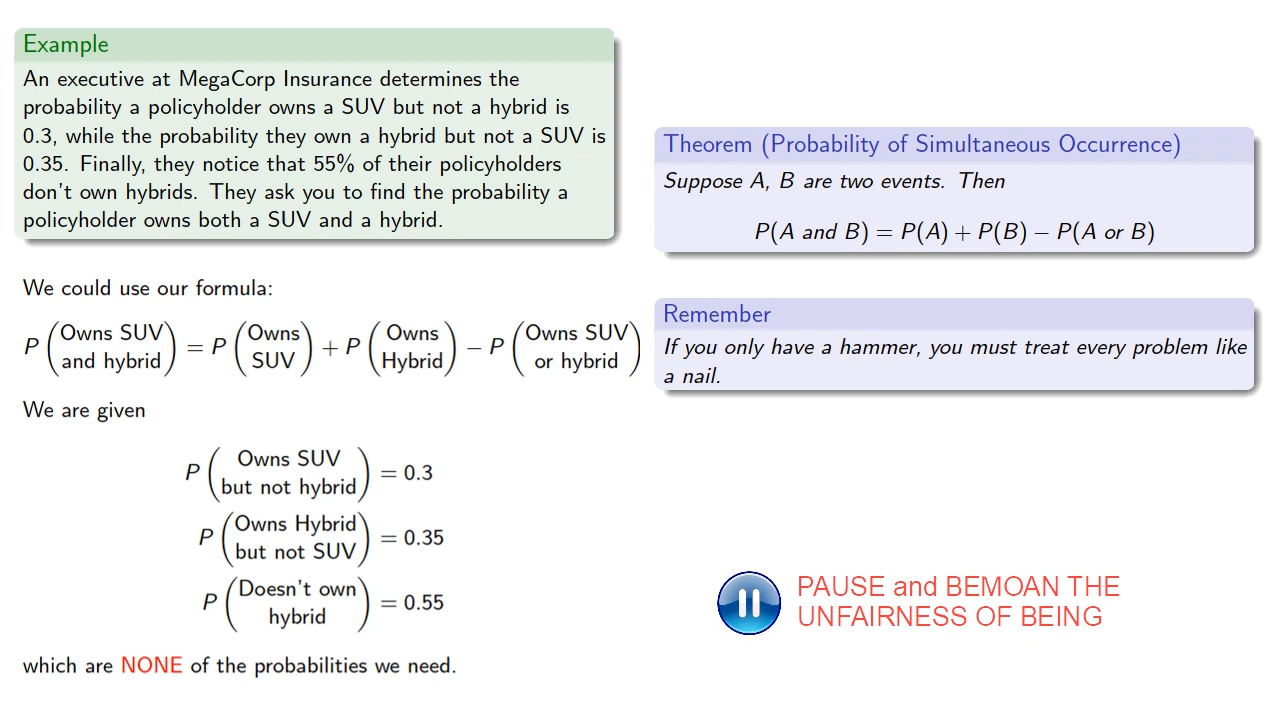 Example
An executive at MegaCorp Insurance determines the
probability a policyholder owns a SUV but not a hybrid is
0.3, while the probability they own a hybrid but not a SUV is
0.35. Finally, they notice that 55% of their policyholders
don't own hybrids. They ask you to find the probability a
policyholder owns both a SUV and a hybrid.
We could use our formula:
P(Owns SUV and hybrid) = P(Owns SUV) + P(Owns Hybrid) − P(Owns SUV or hybrid)
We are given
P(Owns SUV but not hybrid) = 0.3
P(Owns Hybrid but not SUV) = 0.35
P(Doesn't own hybrid) = 0.55
which are NONE of the probabilities we need.
Theorem (Probability of Simultaneous Occurrence)
Suppose A, B are two events. Then
P(A and B) = P(A) + P(B) − P(A or B)
Remember
If you only have a hammer, you must treat every problem like
a nail.
PAUSE and BEMOAN THE
UNFAIRNESS OF BEING